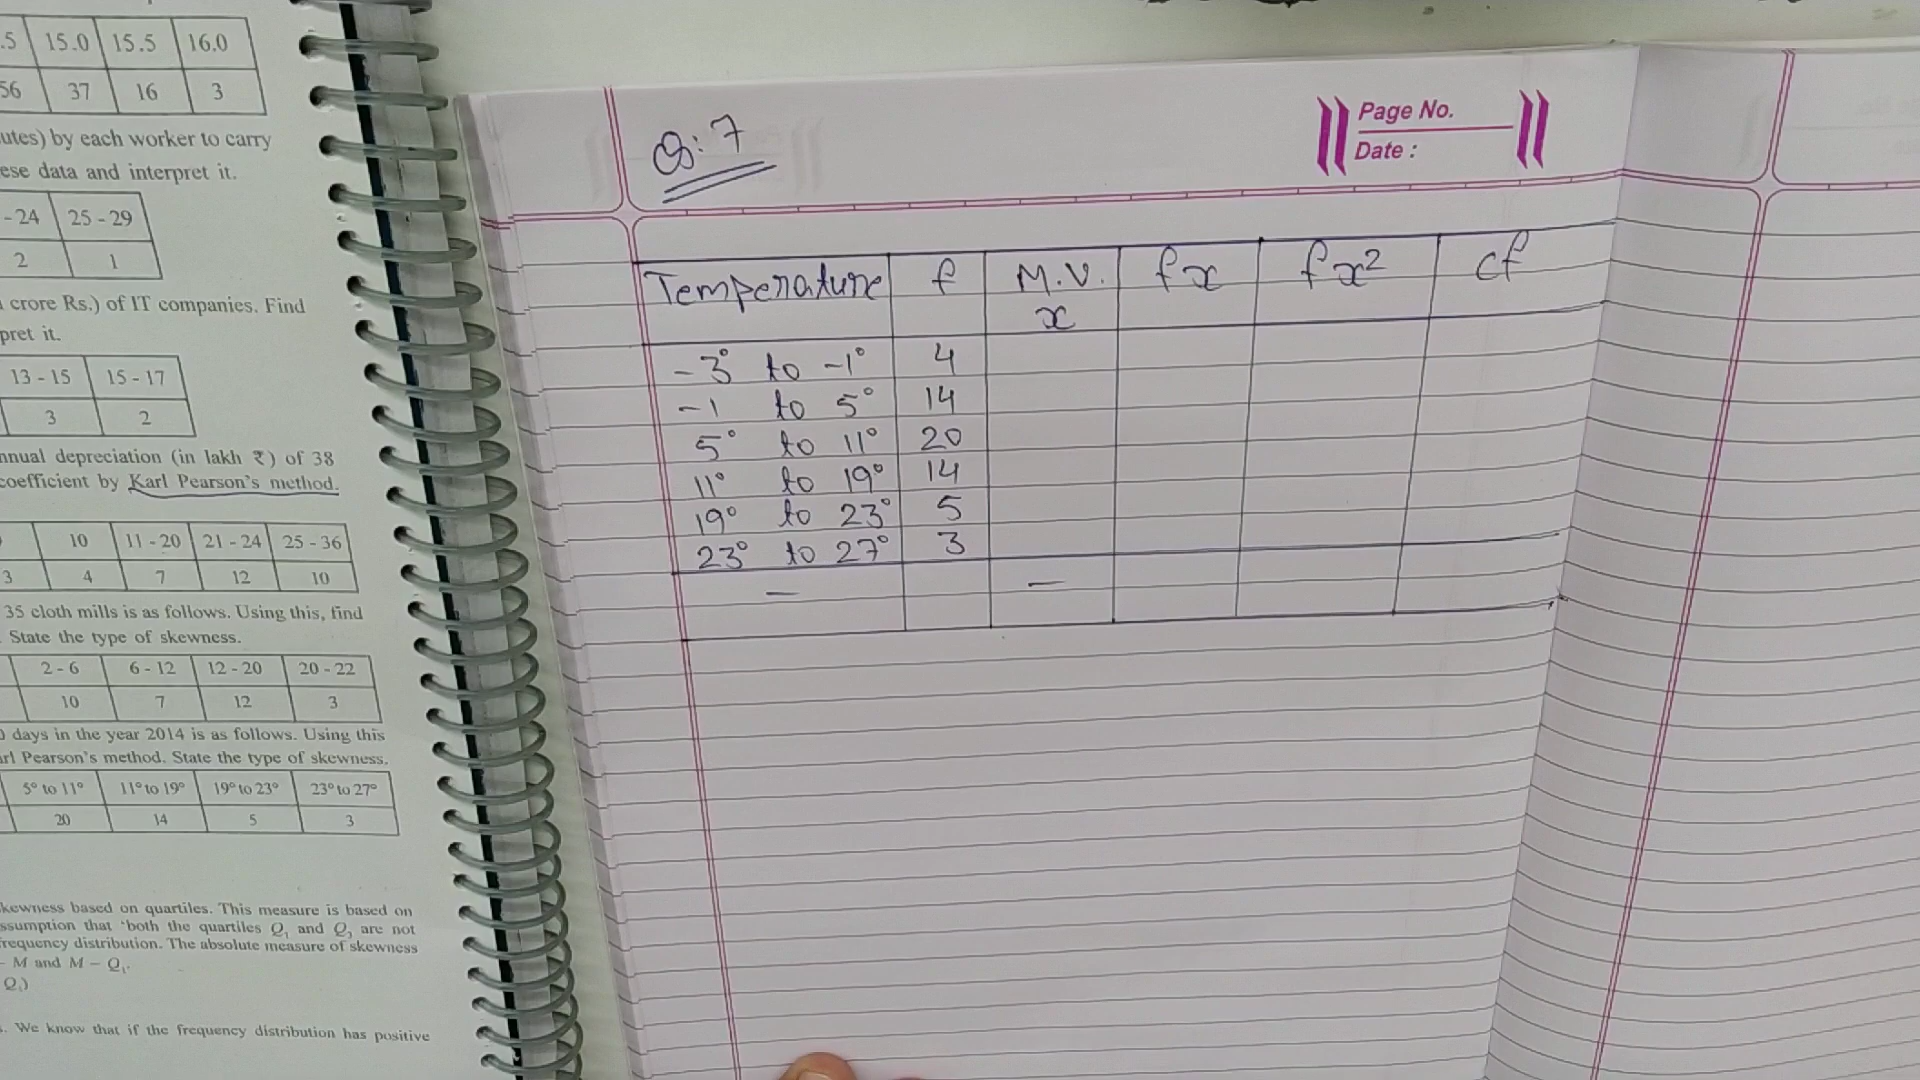 .5 15.0 15.5 16.0
56 37 16 3
utes) by each worker to carry
ese data and interpret it.
- 24 25 - 29
2 1
crore Rs.) of IT companies. Find
pret it.
13 - 15 15 - 17
3 2
nnual depreciation (in lakh ₹) of 38
coefficient by Karl Pearson's method.
10 11 - 20 21 - 24 25 - 36
3 4 7 12 10
35 cloth mills is as follows. Using this, find
State the type of skewness.
2 - 6 6 - 12 12 - 20 20 - 22
10 7 12 3
days in the year 2014 is as follows. Using this
arl Pearson's method. State the type of skewness.
5° to 11° 11° to 19° 19° to 23° 23° to 27°
20 14 5 3
skewness based on quartiles. This measure is based on
ssumption that 'both the quartiles Q₁ and Q₃ are not
frequency distribution. The absolute measure of skewness
- M and M - Q₁.
Q₁)
. We know that if the frequency distribution has positive
Q:7
Page No.
Date :
Temperature f M.V. x fx fx² cf
-3° to -1° 4
-1 to 5° 14
5° to 11° 20
11° to 19° 14
19° to 23° 5
23° to 27° 3
— —